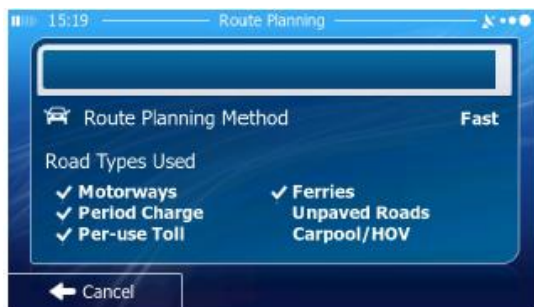 15:19 Route Planning
Route Planning Method Fast
Road Types Used
Motorways Ferries
Period Charge Unpaved Roads
Per-use Toll Carpool/HOV
Cancel